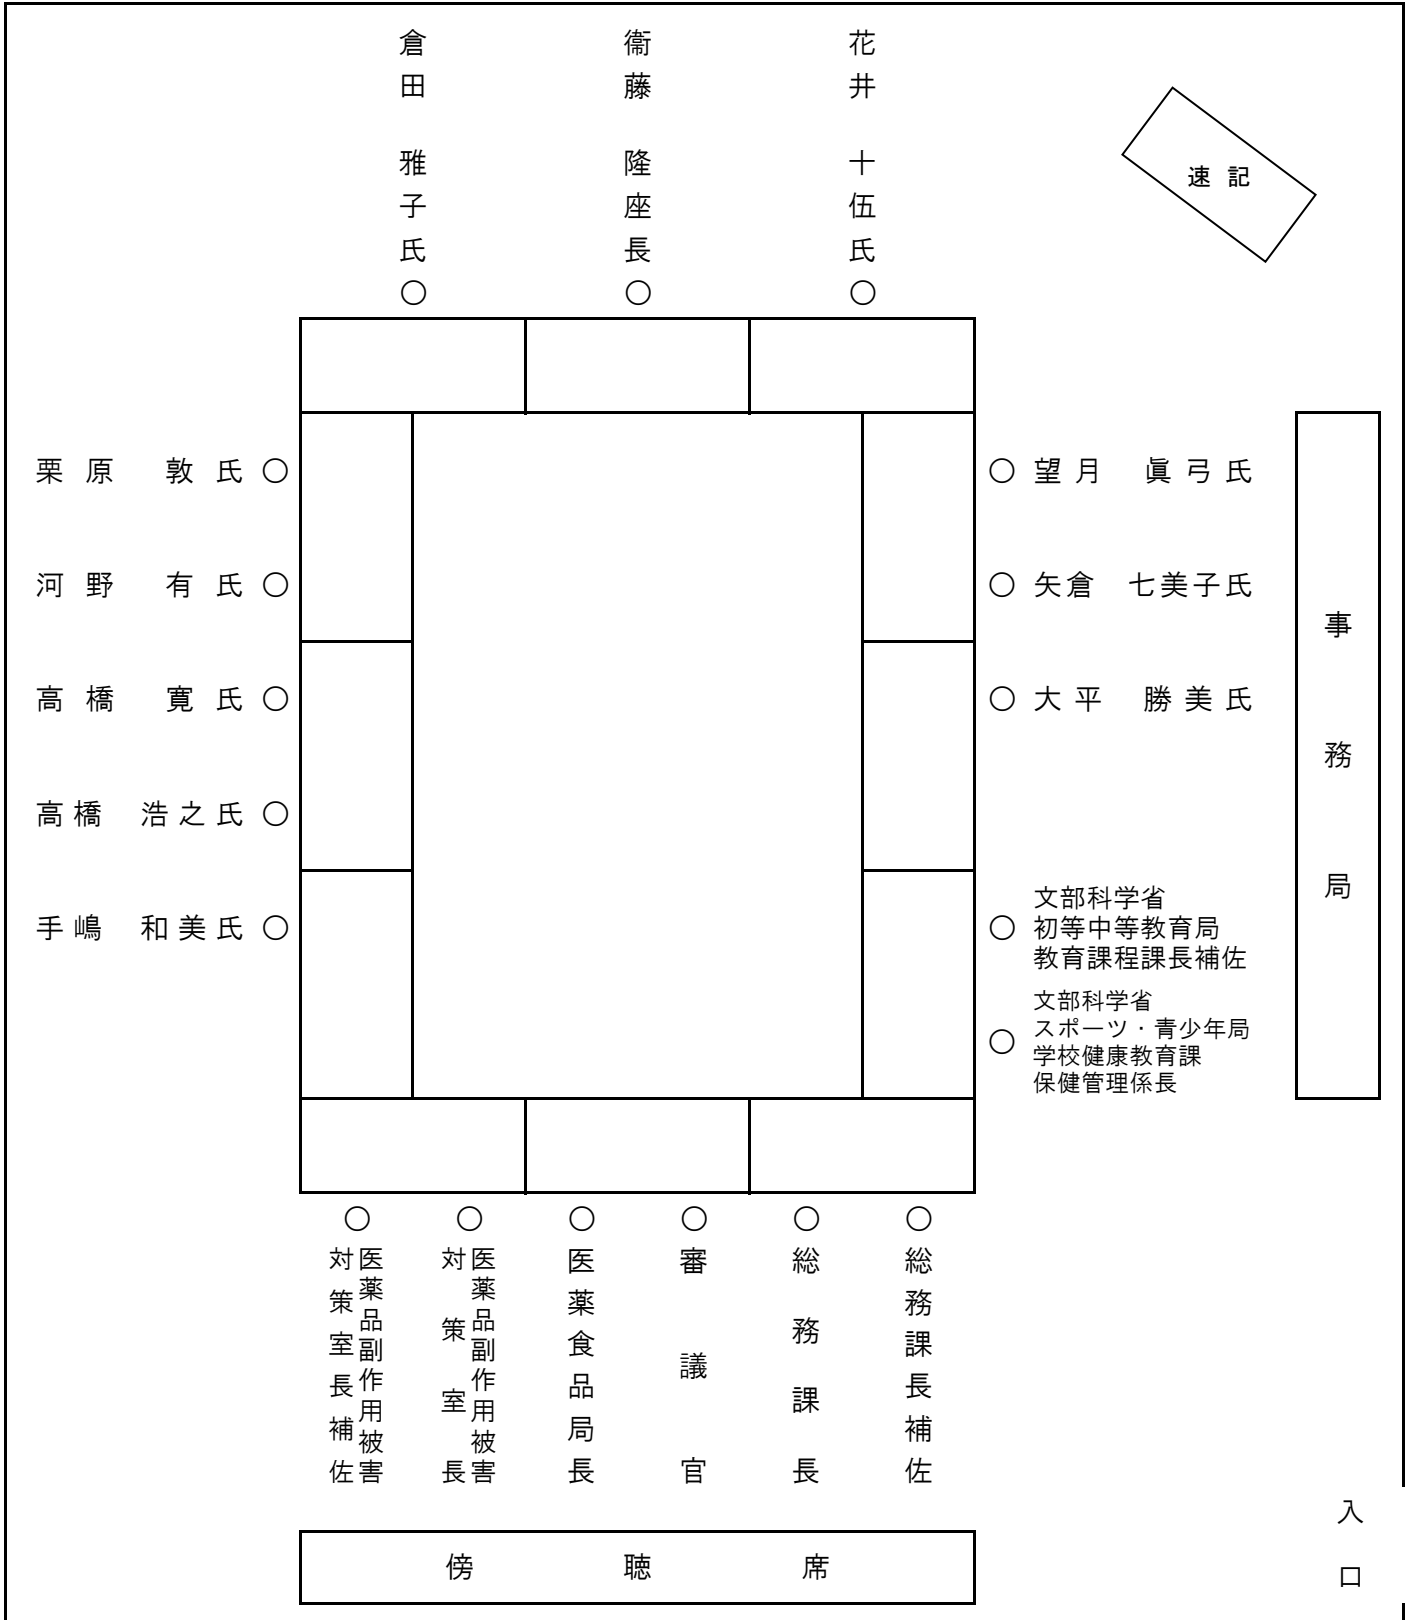 倉田 雅子氏○
衞藤 隆座長○
花井 十伍氏○
速記
栗原 敦氏○
河野 有氏○
高橋 寛氏○
高橋 浩之氏○
手嶋 和美氏○
○望月 眞弓氏
○矢倉 七美子氏
○大平 勝美氏
○文部科学省
初等中等教育局
教育課程課長補佐
○文部科学省
スポーツ・青少年局
学校健康教育課
保健管理係長
事務局
○医薬品副作用被害
対策室長補佐
○医薬品副作用被害
対策室長
○医薬食品局長
○審議官
○総務課長
○総務課長補佐
傍聴席
入口